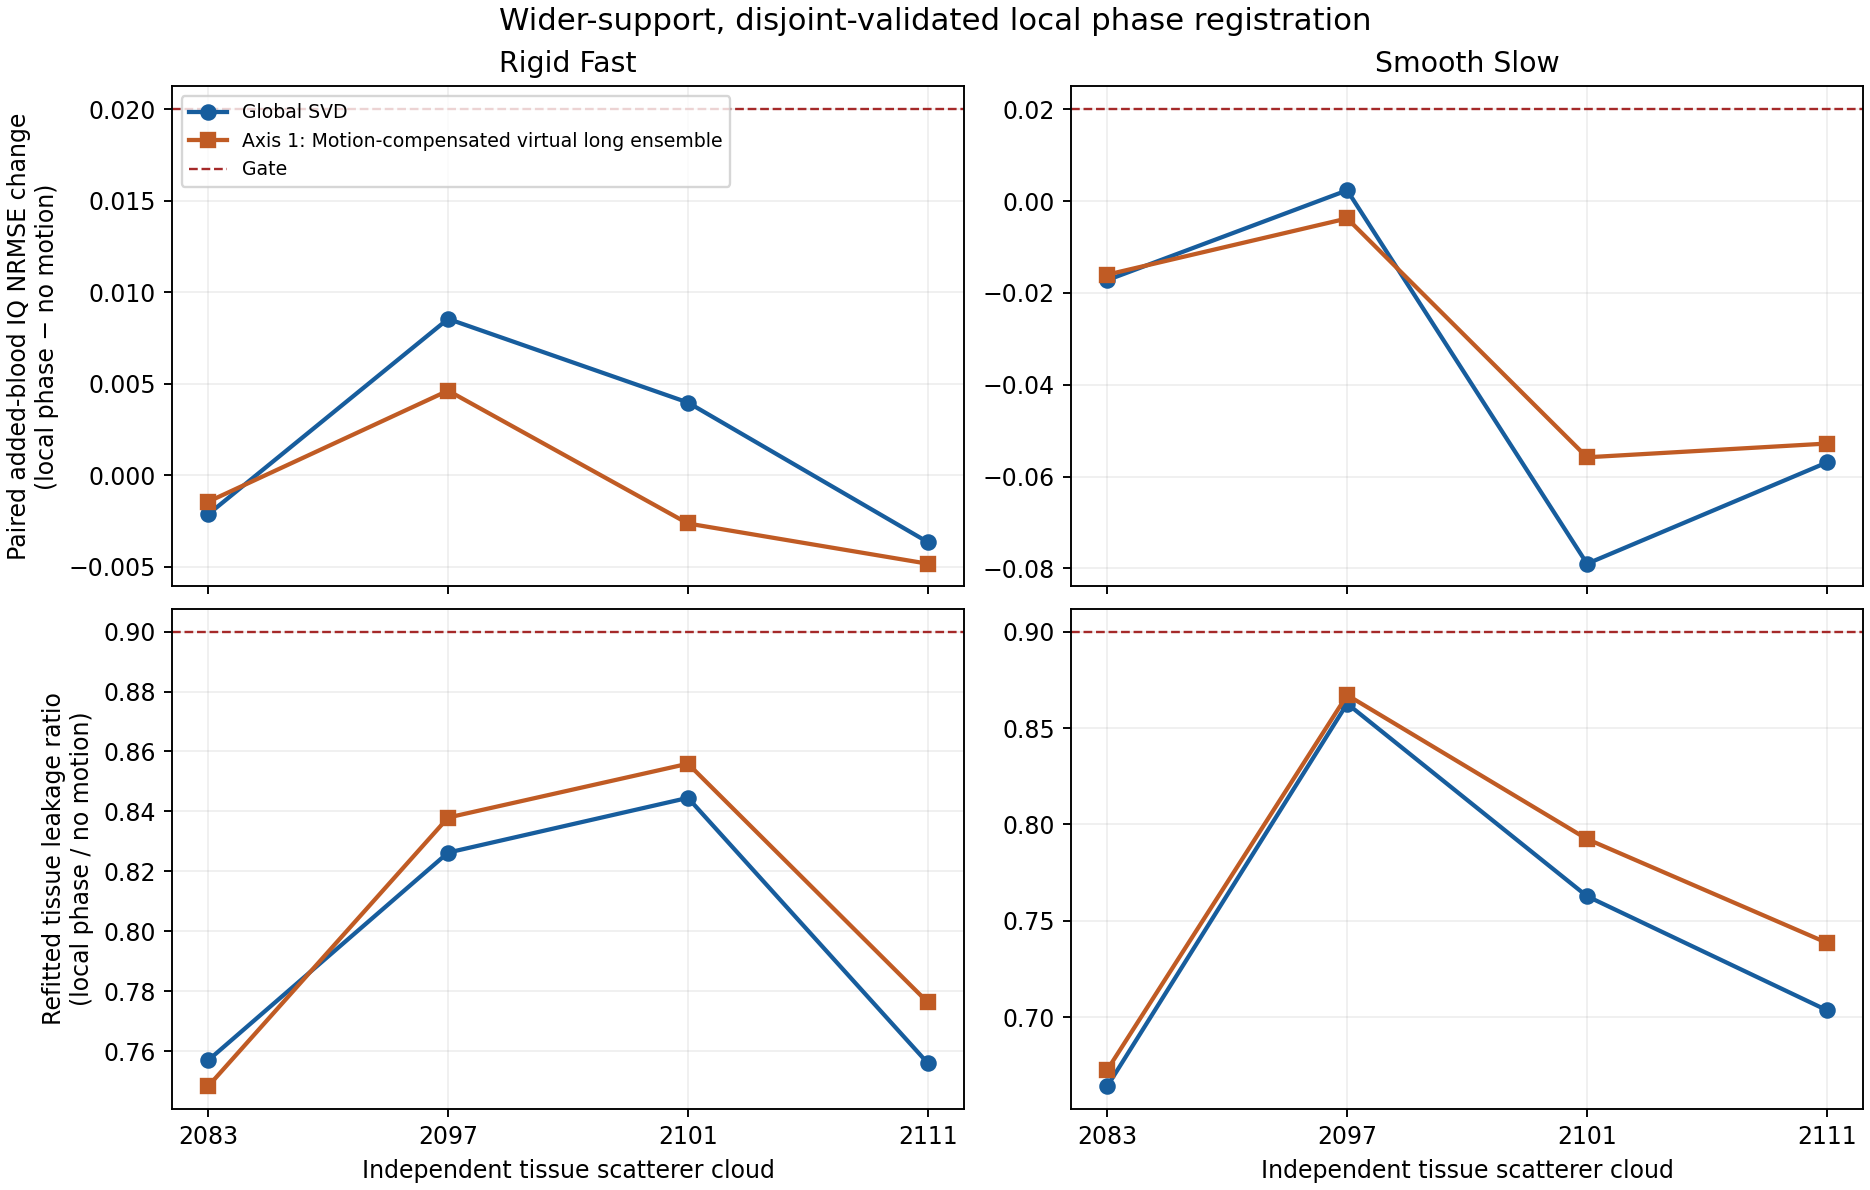 Wider-support, disjoint-validated local phase registration
Rigid Fast
Smooth Slow
Paired added-blood IQ NRMSE change
(local phase − no motion)
0.020
0.015
0.010
0.005
0.000
−0.005
Global SVD
Axis 1: Motion-compensated virtual long ensemble
Gate
0.02
0.00
−0.02
−0.04
−0.06
−0.08
Refitted tissue leakage ratio
(local phase / no motion)
0.90
0.88
0.86
0.84
0.82
0.80
0.78
0.76
2083 2097 2101 2111
Independent tissue scatterer cloud
0.90
0.85
0.80
0.75
0.70
2083 2097 2101 2111
Independent tissue scatterer cloud